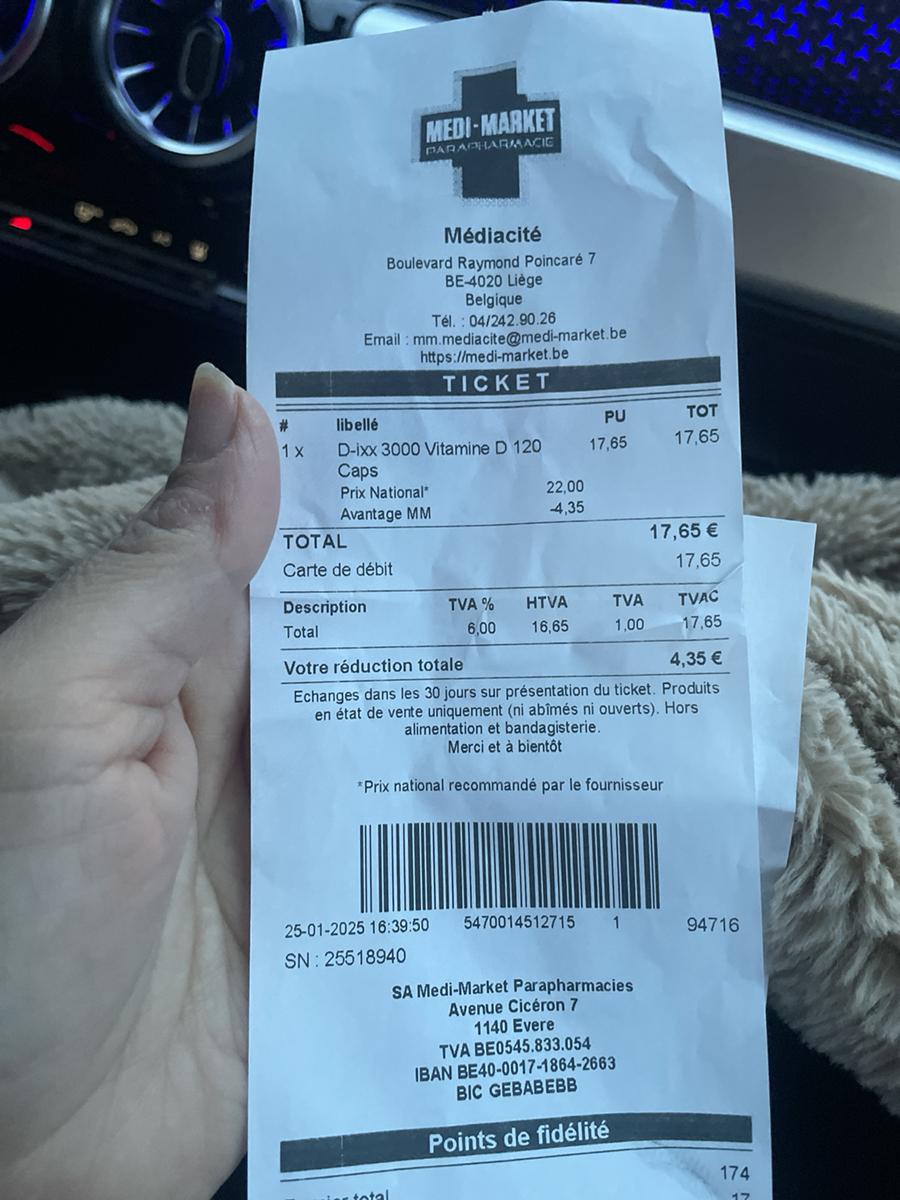 MEDI-MARKET
PARAPHARMACIE
Médiacité
Boulevard Raymond Poincaré 7
BE-4020 Liège
Belgique
Tél. : 04/242.90.26
Email : mm.mediacite@medi-market.be
https://medi-market.be
TICKET
# libellé PU TOT
1 x D-ixx 3000 Vitamine D 120 17,65 17,65
Caps
Prix National* 22,00
Avantage MM -4,35
TOTAL 17,65 €
Carte de débit 17,65
Description TVA % HTVA TVA TVAC
Total 6,00 16,65 1,00 17,65
Votre réduction totale 4,35 €
Echanges dans les 30 jours sur présentation du ticket. Produits
en état de vente uniquement (ni abîmés ni ouverts). Hors
alimentation et bandagisterie.
Merci et à bientôt
*Prix national recommandé par le fournisseur
25-01-2025 16:39:50 5470014512715 1 94716
SN : 25518940
SA Medi-Market Parapharmacies
Avenue Cicéron 7
1140 Evere
TVA BE0545.833.054
IBAN BE40-0017-1864-2663
BIC GEBABEBB
Points de fidélité
174
total 17